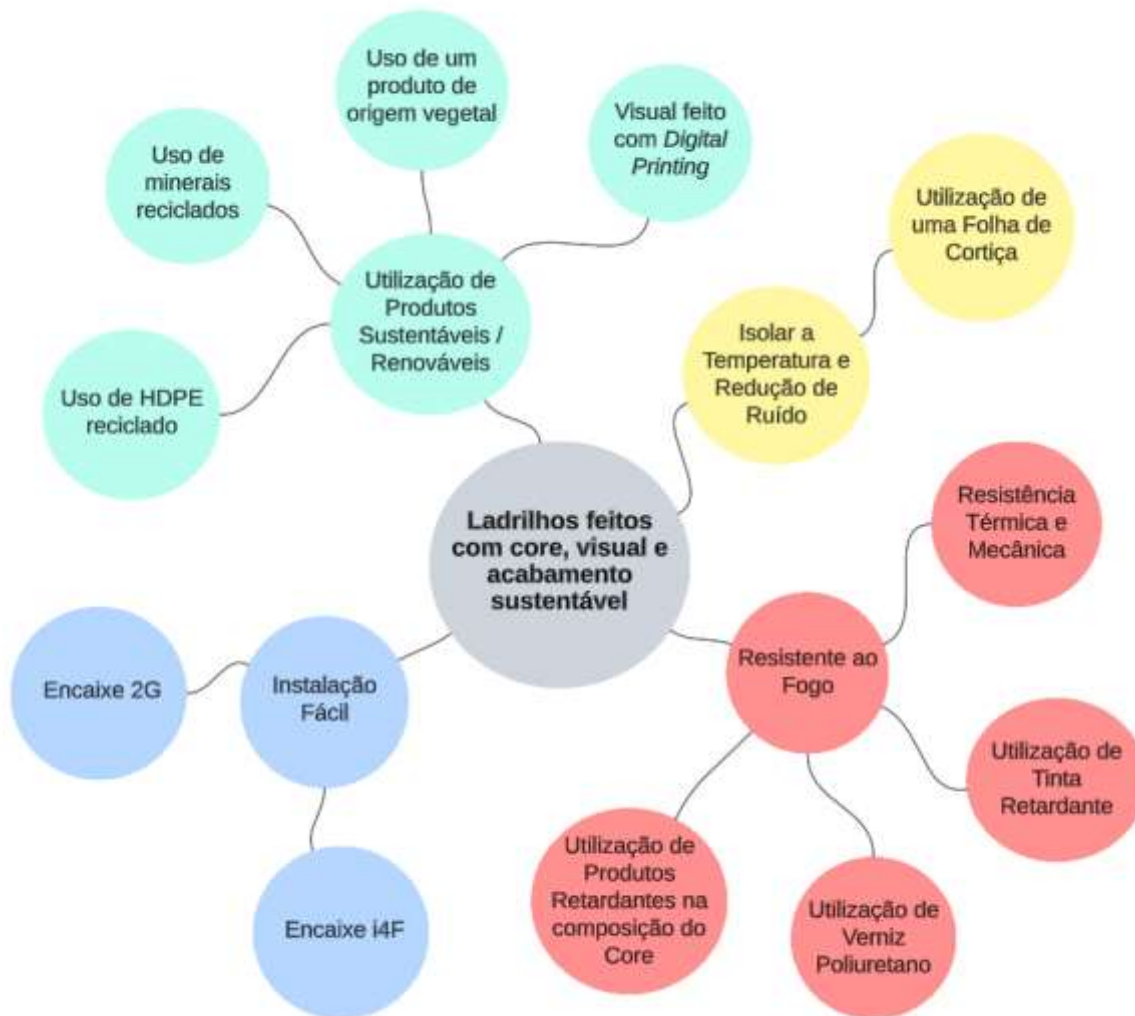 Uso de um
produto de
origem vegetal
Visual feito
com Digital
Printing
Uso de
minerais
reciclados
Utilização de
uma Folha de
Cortiça
Utilização de
Produtos
Sustentáveis /
Renováveis
Isolar a
Temperatura e
Redução de
Ruído
Uso de HDPE
reciclado
Ladrilhos feitos
com core, visual e
acabamento
sustentável
Resistência
Térmica e
Mecânica
Encaixe 2G
Instalação
Fácil
Resistente ao
Fogo
Utilização de
Tinta
Retardante
Utilização de
Produtos
Retardantes na
composição do
Core
Encaixe i4F
Utilização de
Verniz
Poliuretano